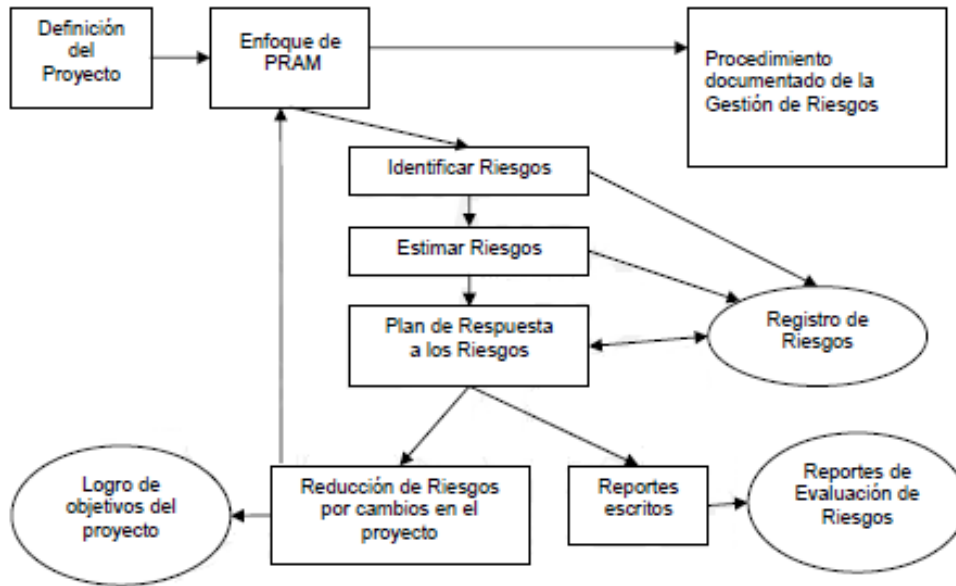 Definición
del
Proyecto
Enfoque de
PRAM
Procedimiento
documentado de la
Gestión de Riesgos
Identificar Riesgos
Estimar Riesgos
Plan de Respuesta
a los Riesgos
Registro de
Riesgos
Logro de
objetivos del
proyecto
Reducción de Riesgos
por cambios en el
proyecto
Reportes
escritos
Reportes de
Evaluación de
Riesgos